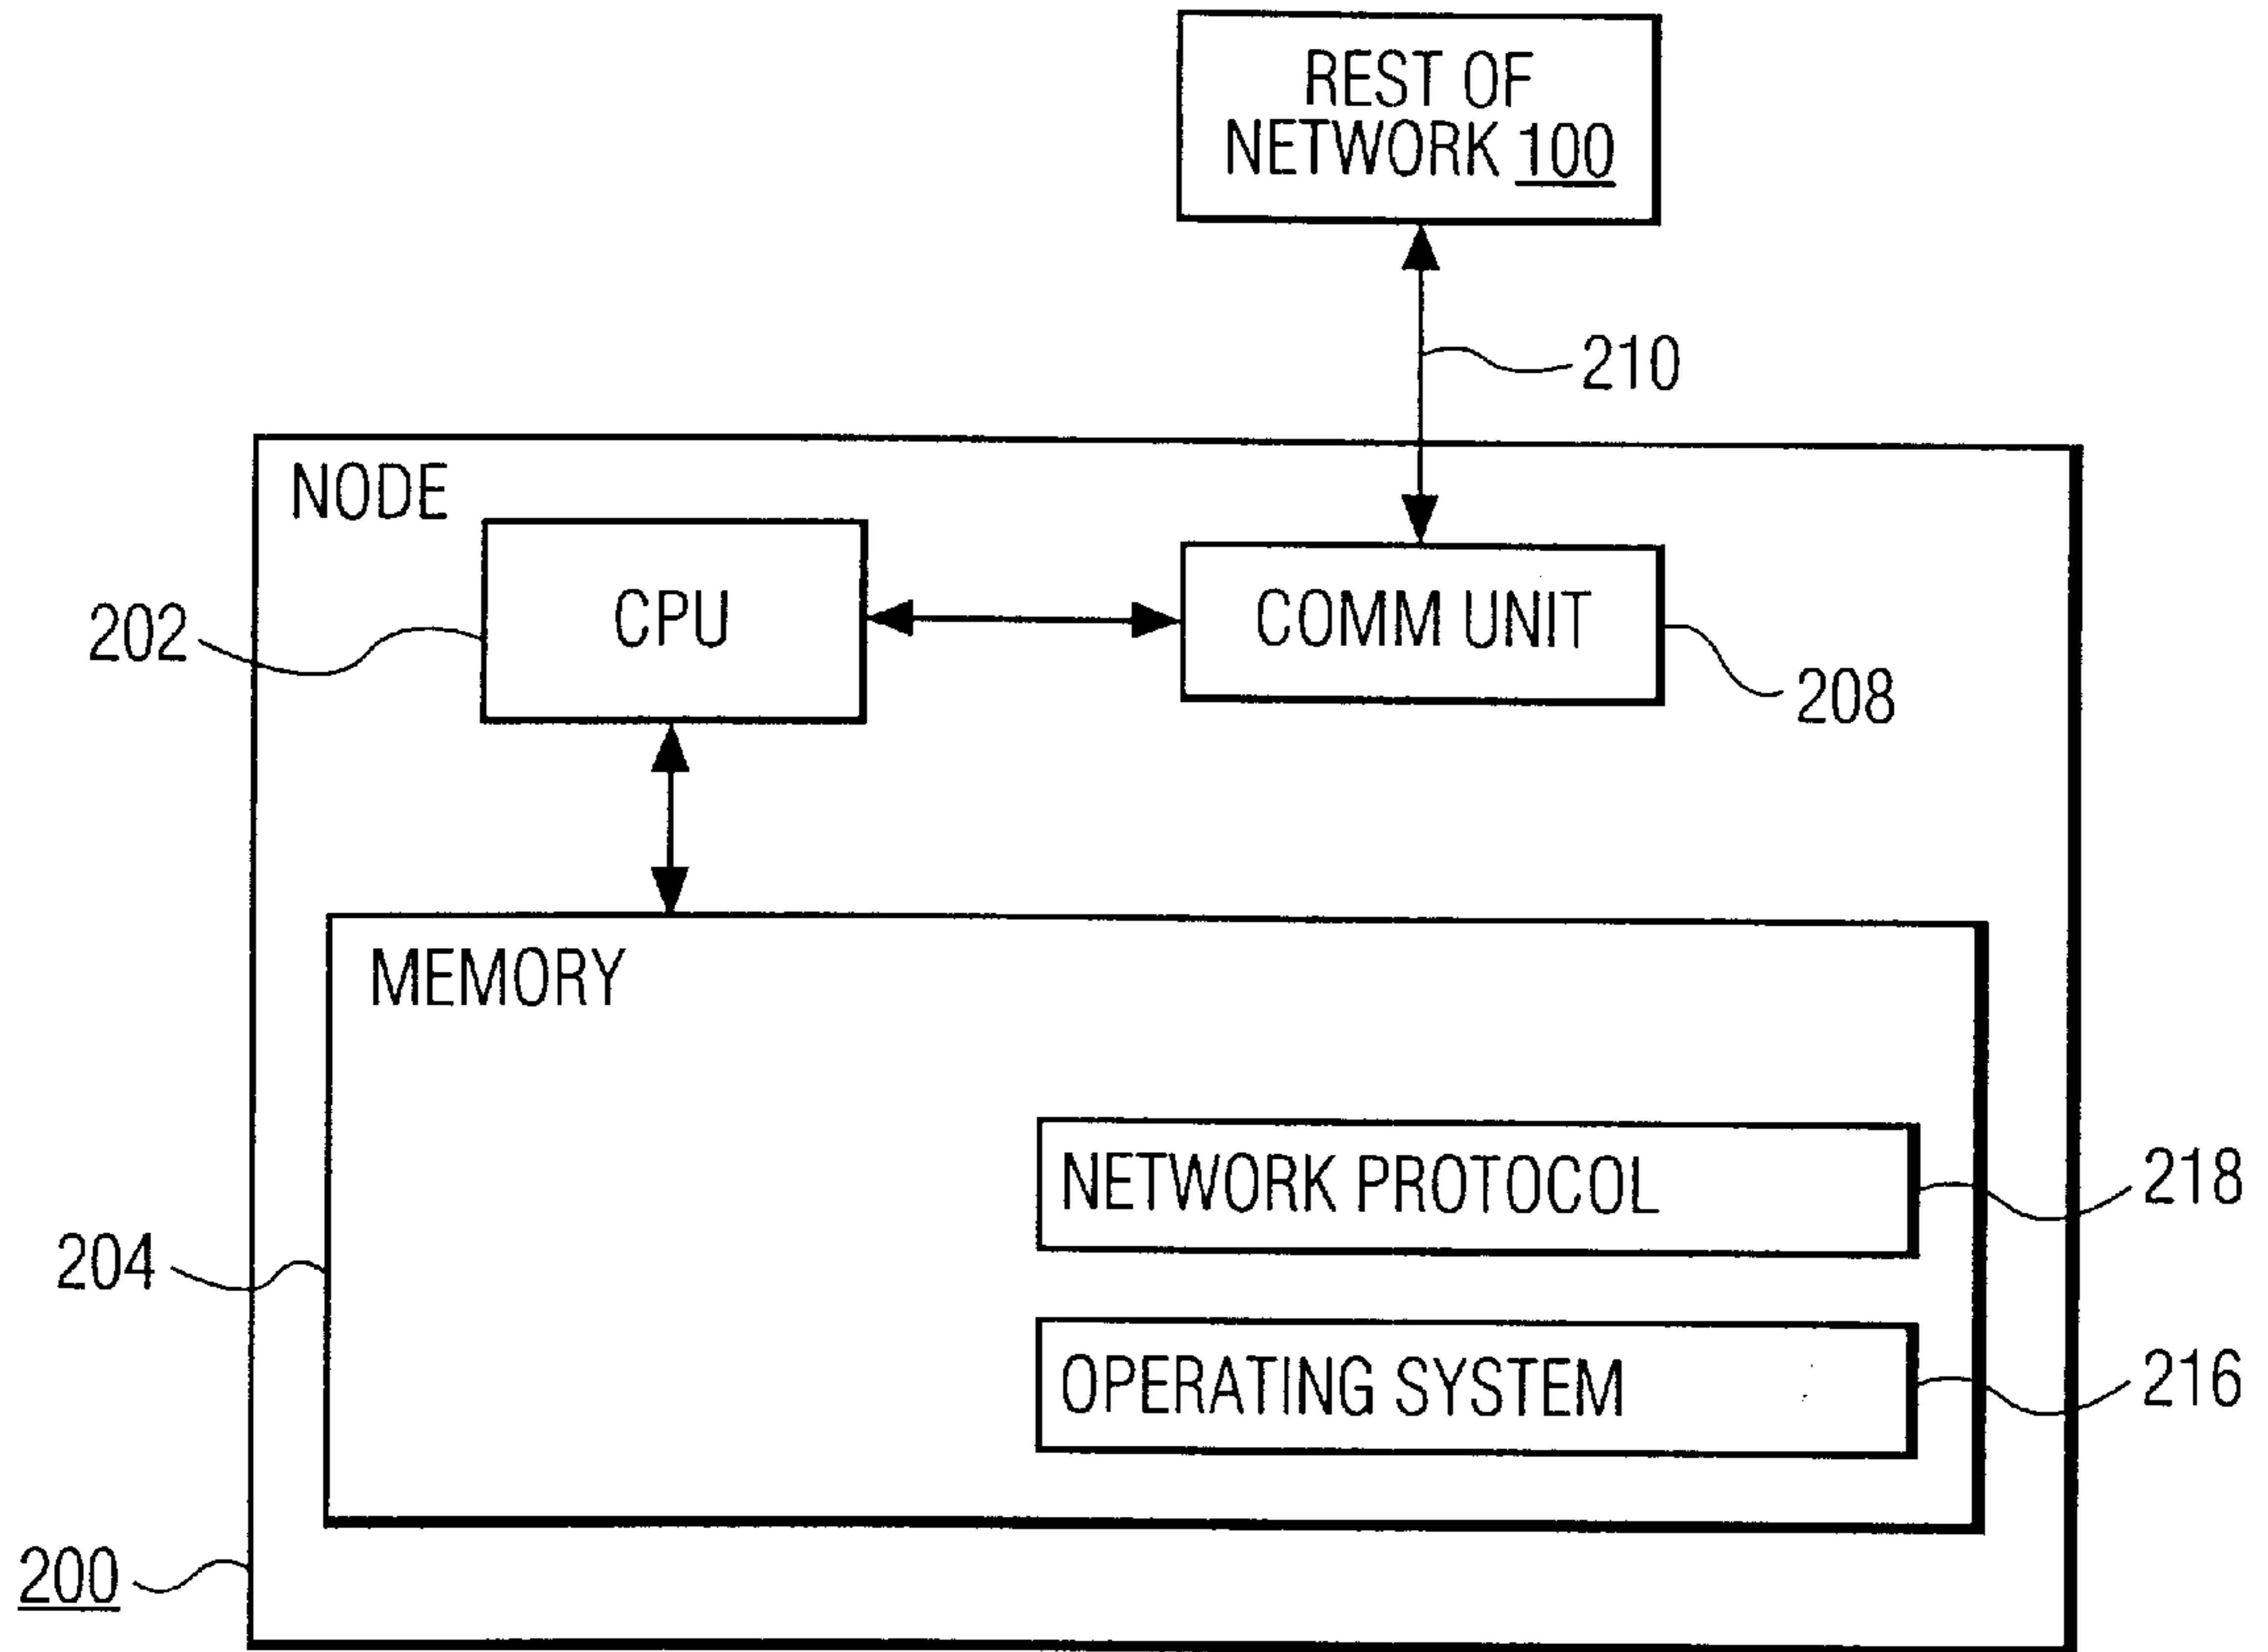 REST OF
NETWORK 100
210
NODE
CPU
COMM UNIT
202
208
MEMORY
NETWORK PROTOCOL
218
204
OPERATING SYSTEM
216
200